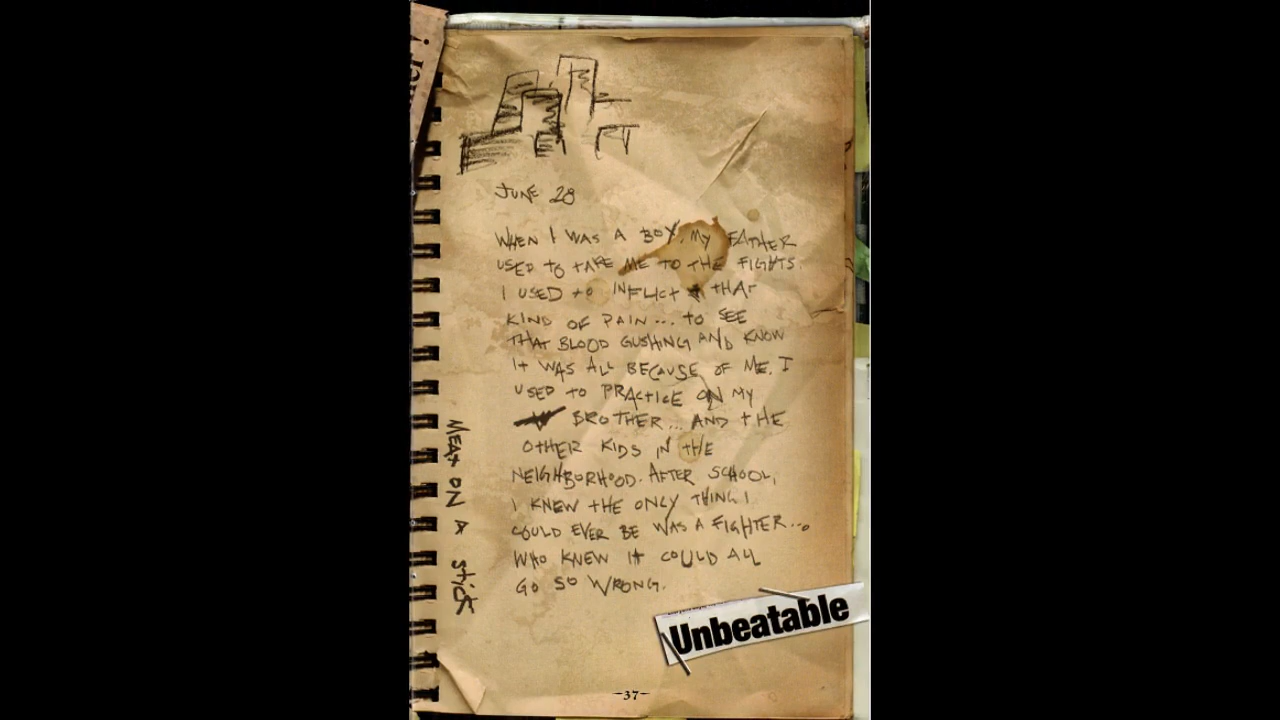 JUNE 28
WHEN I WAS A BOY, MY FATHER
USED TO TAKE ME TO THE FIGHTS.
I USED TO INFLICT THAT
KIND OF PAIN... TO SEE
THAT BLOOD GUSHING AND KNOW
IT WAS ALL BECAUSE OF ME. I
USED TO PRACTICE ON MY
BROTHER... AND THE
OTHER KIDS IN THE
NEIGHBORHOOD. AFTER SCHOOL,
I KNEW THE ONLY THING I
COULD EVER BE WAS A FIGHTER...
WHO KNEW IT COULD ALL
GO SO WRONG.
MEAT ON A STICK
Unbeatable
-37-